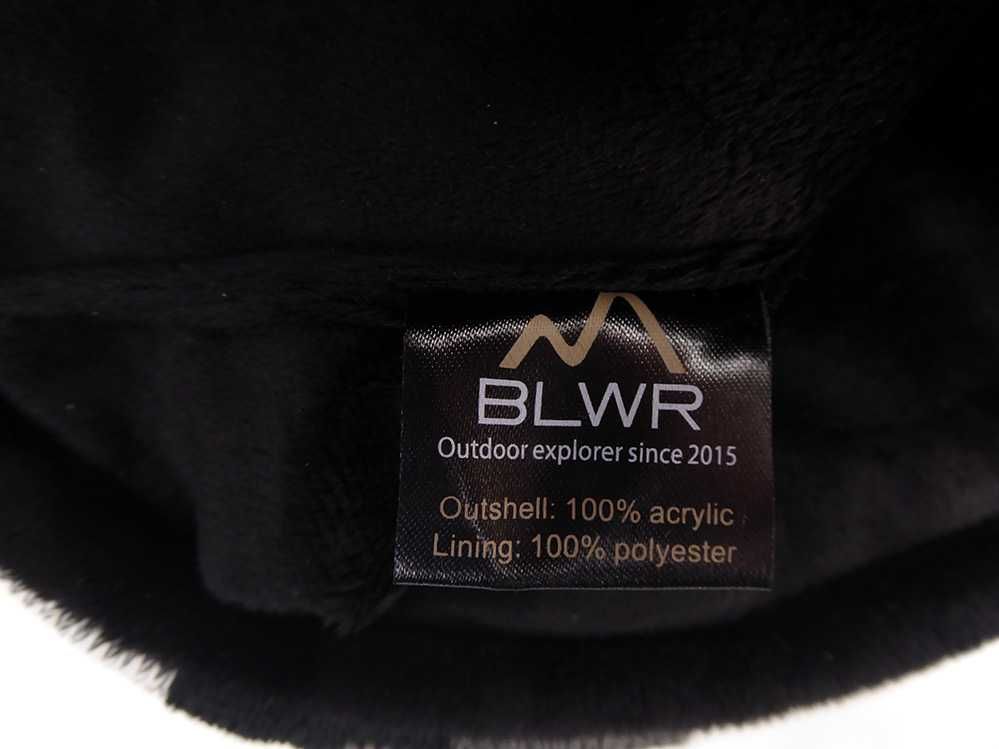 BLWR
Outdoor explorer since 2015
Outshell: 100% acrylic
Lining: 100% polyester